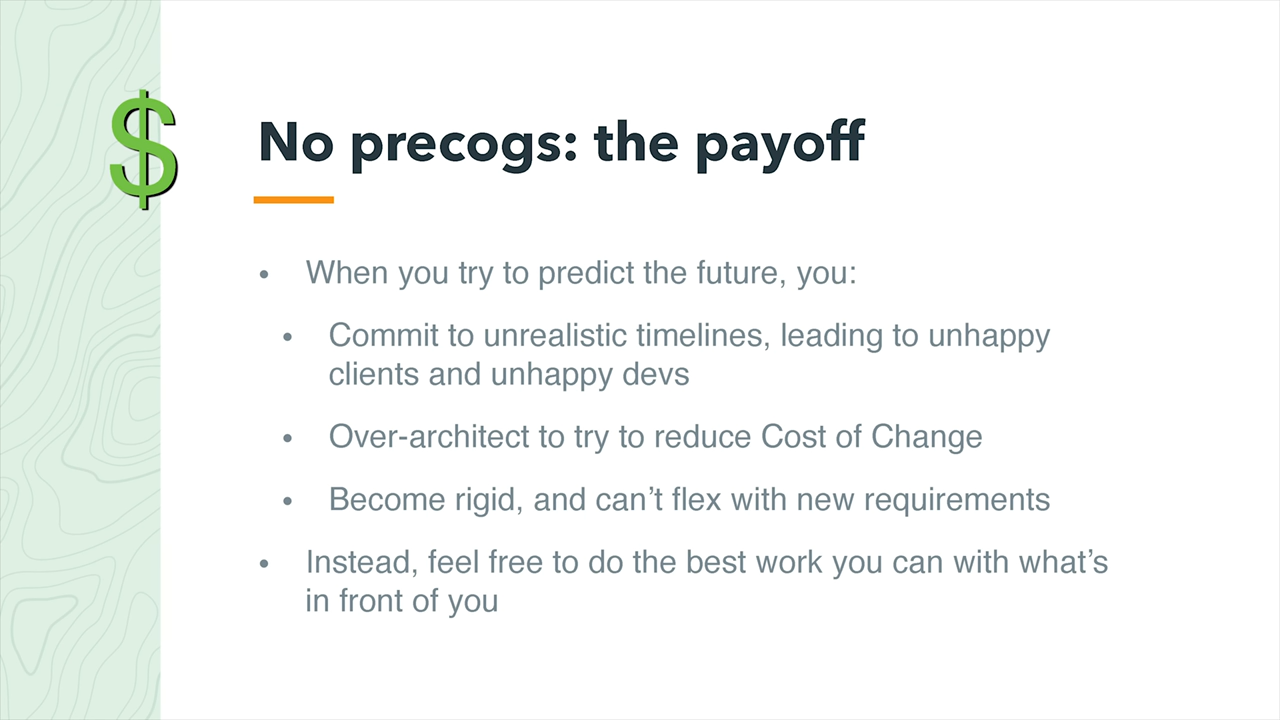 $
No precogs: the payoff
• When you try to predict the future, you:
• Commit to unrealistic timelines, leading to unhappy
clients and unhappy devs
• Over-architect to try to reduce Cost of Change
• Become rigid, and can’t flex with new requirements
• Instead, feel free to do the best work you can with what’s
in front of you